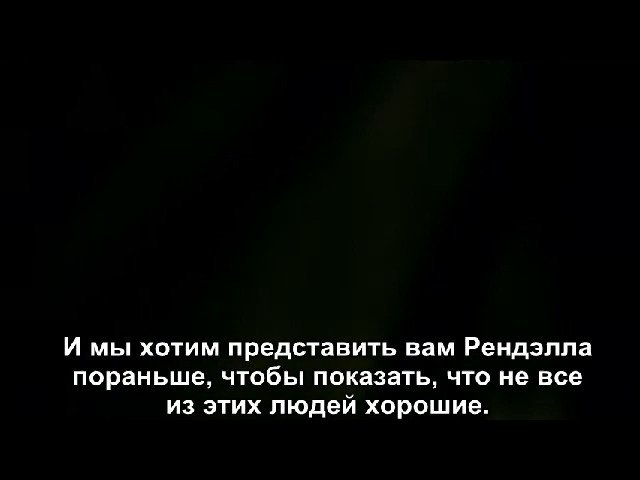 И мы хотим представить вам Рендэлла
пораньше, чтобы показать, что не все
из этих людей хорошие.